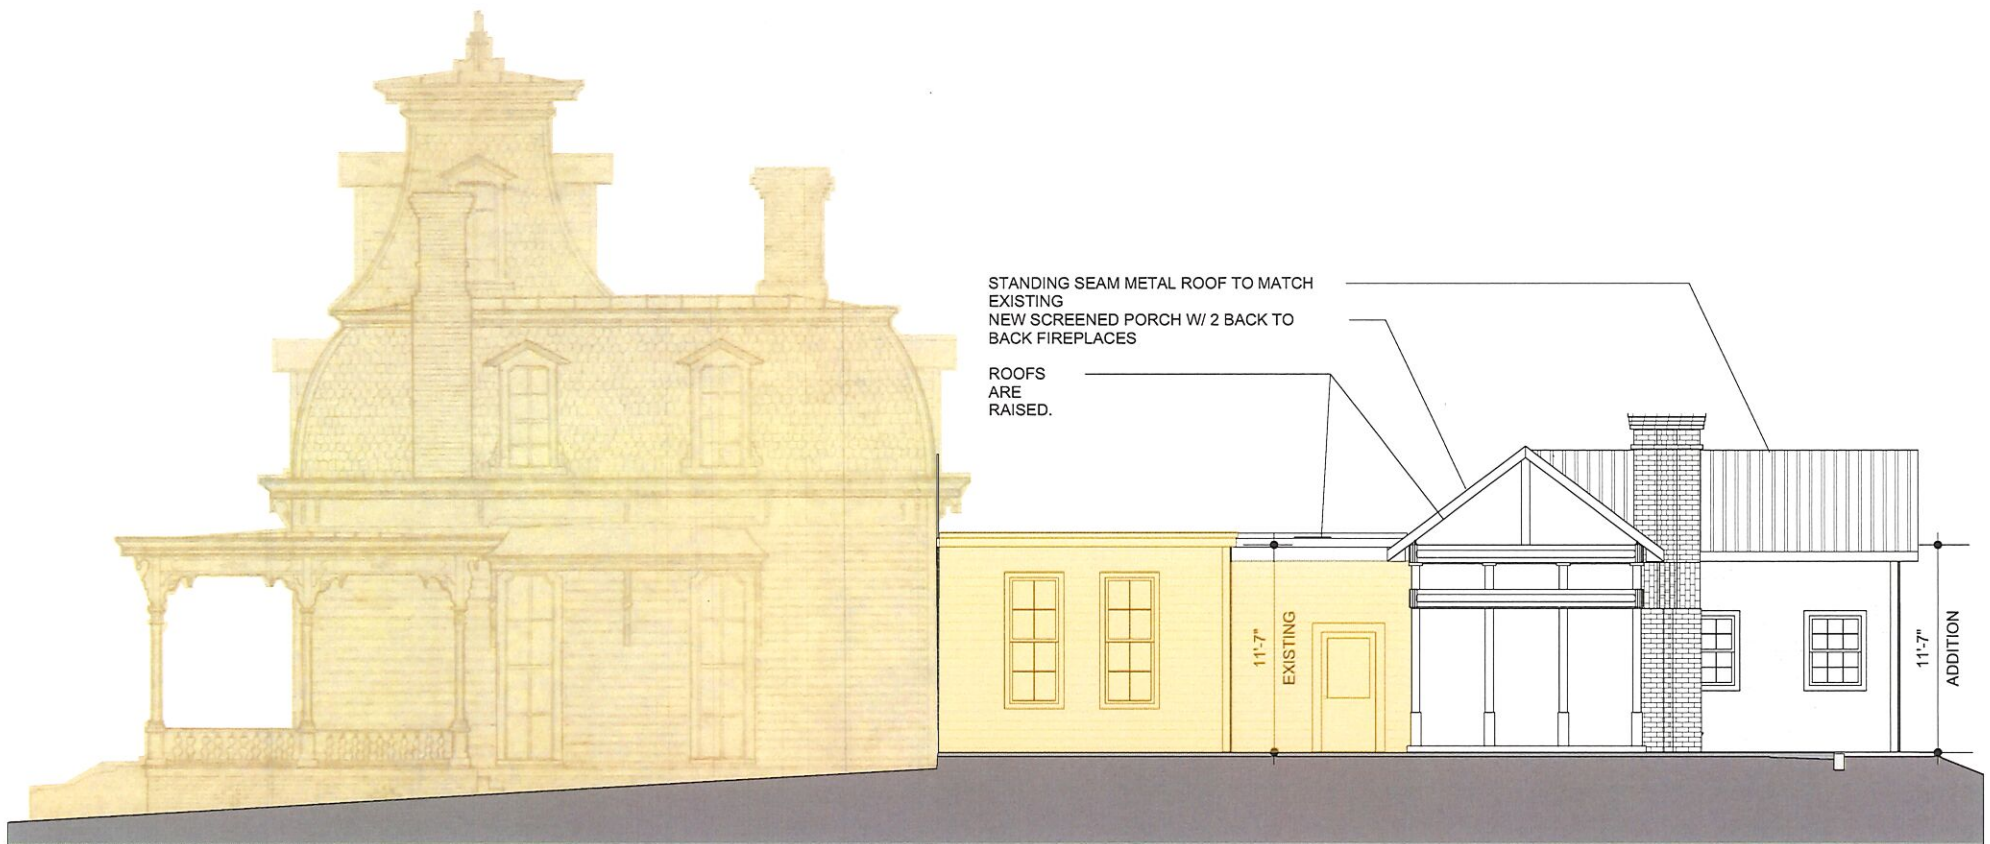 STANDING SEAM METAL ROOF TO MATCH
EXISTING
NEW SCREENED PORCH W/ 2 BACK TO
BACK FIREPLACES
ROOFS
ARE
RAISED.
11'-7"
EXISTING
11'-7"
ADDITION